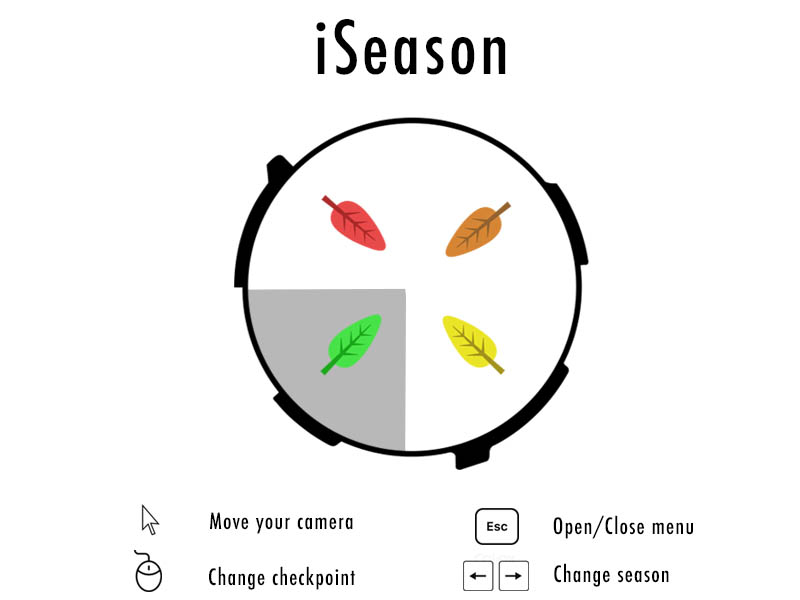 iSeason
Move your camera
Esc
Open/Close menu
Change checkpoint
Change season